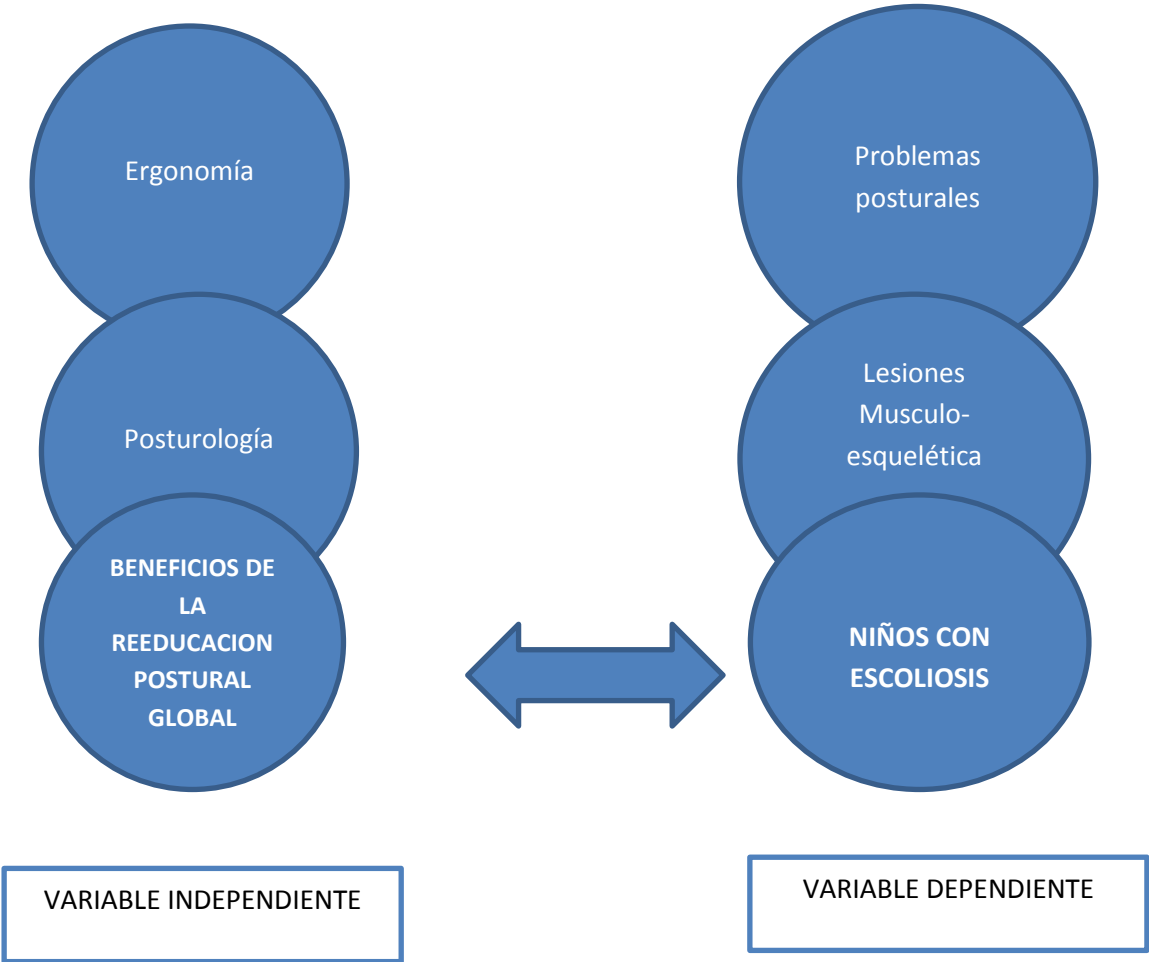 Ergonomía
Posturología
BENEFICIOS DE
LA
REEDUCACION
POSTURAL
GLOBAL
VARIABLE INDEPENDIENTE
Problemas
posturales
Lesiones
Musculo-
esquelética
NIÑOS CON
ESCOLIOSIS
VARIABLE DEPENDIENTE